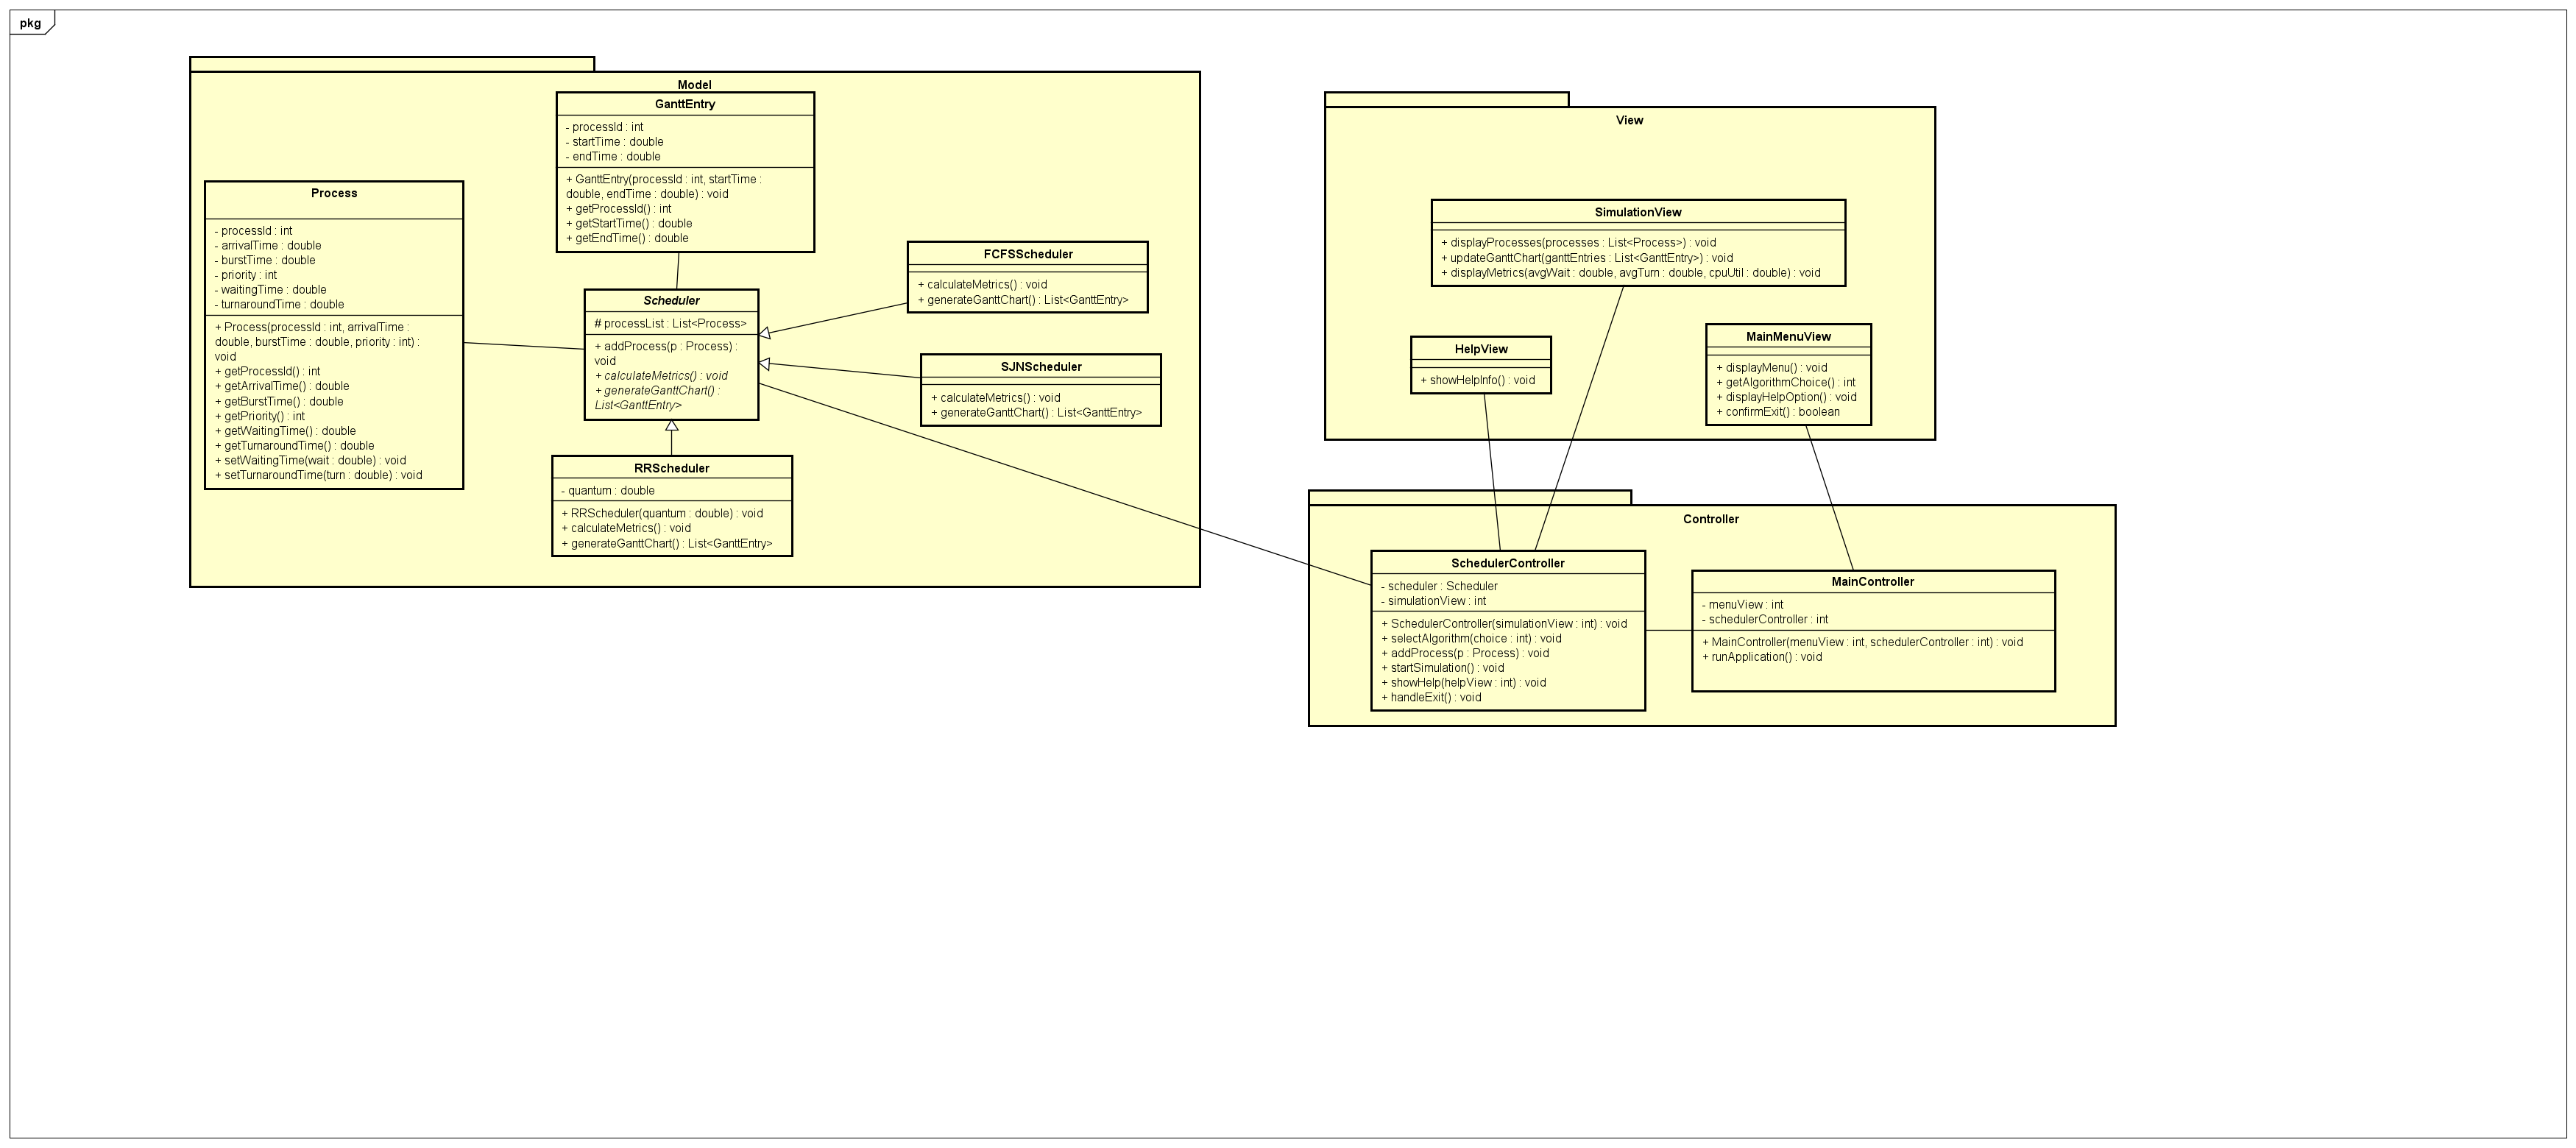 pkg
Model
GanttEntry
- processId : int
- startTime : double
- endTime : double
+ GanttEntry(processId : int, startTime :
double, endTime : double) : void
+ getProcessId() : int
+ getStartTime() : double
+ getEndTime() : double
Process
- processId : int
- arrivalTime : double
- burstTime : double
- priority : int
- waitingTime : double
- turnaroundTime : double
+ Process(processId : int, arrivalTime :
double, burstTime : double, priority : int) :
void
+ getProcessId() : int
+ getArrivalTime() : double
+ getBurstTime() : double
+ getPriority() : int
+ getWaitingTime() : double
+ getTurnaroundTime() : double
+ setWaitingTime(wait : double) : void
+ setTurnaroundTime(turn : double) : void
Scheduler
# processList : List<Process>
+ addProcess(p : Process) :
void
+ calculateMetrics() : void
+ generateGanttChart() :
List<GanttEntry>
FCFSScheduler
+ calculateMetrics() : void
+ generateGanttChart() : List<GanttEntry>
SJNScheduler
+ calculateMetrics() : void
+ generateGanttChart() : List<GanttEntry>
RRScheduler
- quantum : double
+ RRScheduler(quantum : double) : void
+ calculateMetrics() : void
+ generateGanttChart() : List<GanttEntry>
View
SimulationView
+ displayProcesses(processes : List<Process>) : void
+ updateGanttChart(ganttEntries : List<GanttEntry>) : void
+ displayMetrics(avgWait : double, avgTurn : double, cpuUtil : double) : void
HelpView
+ showHelpInfo() : void
MainMenuView
+ displayMenu() : void
+ getAlgorithmChoice() : int
+ displayHelpOption() : void
+ confirmExit() : boolean
Controller
SchedulerController
- scheduler : Scheduler
- simulationView : int
+ SchedulerController(simulationView : int) : void
+ selectAlgorithm(choice : int) : void
+ addProcess(p : Process) : void
+ startSimulation() : void
+ showHelp(helpView : int) : void
+ handleExit() : void
MainController
- menuView : int
- schedulerController : int
+ MainController(menuView : int, schedulerController : int) : void
+ runApplication() : void